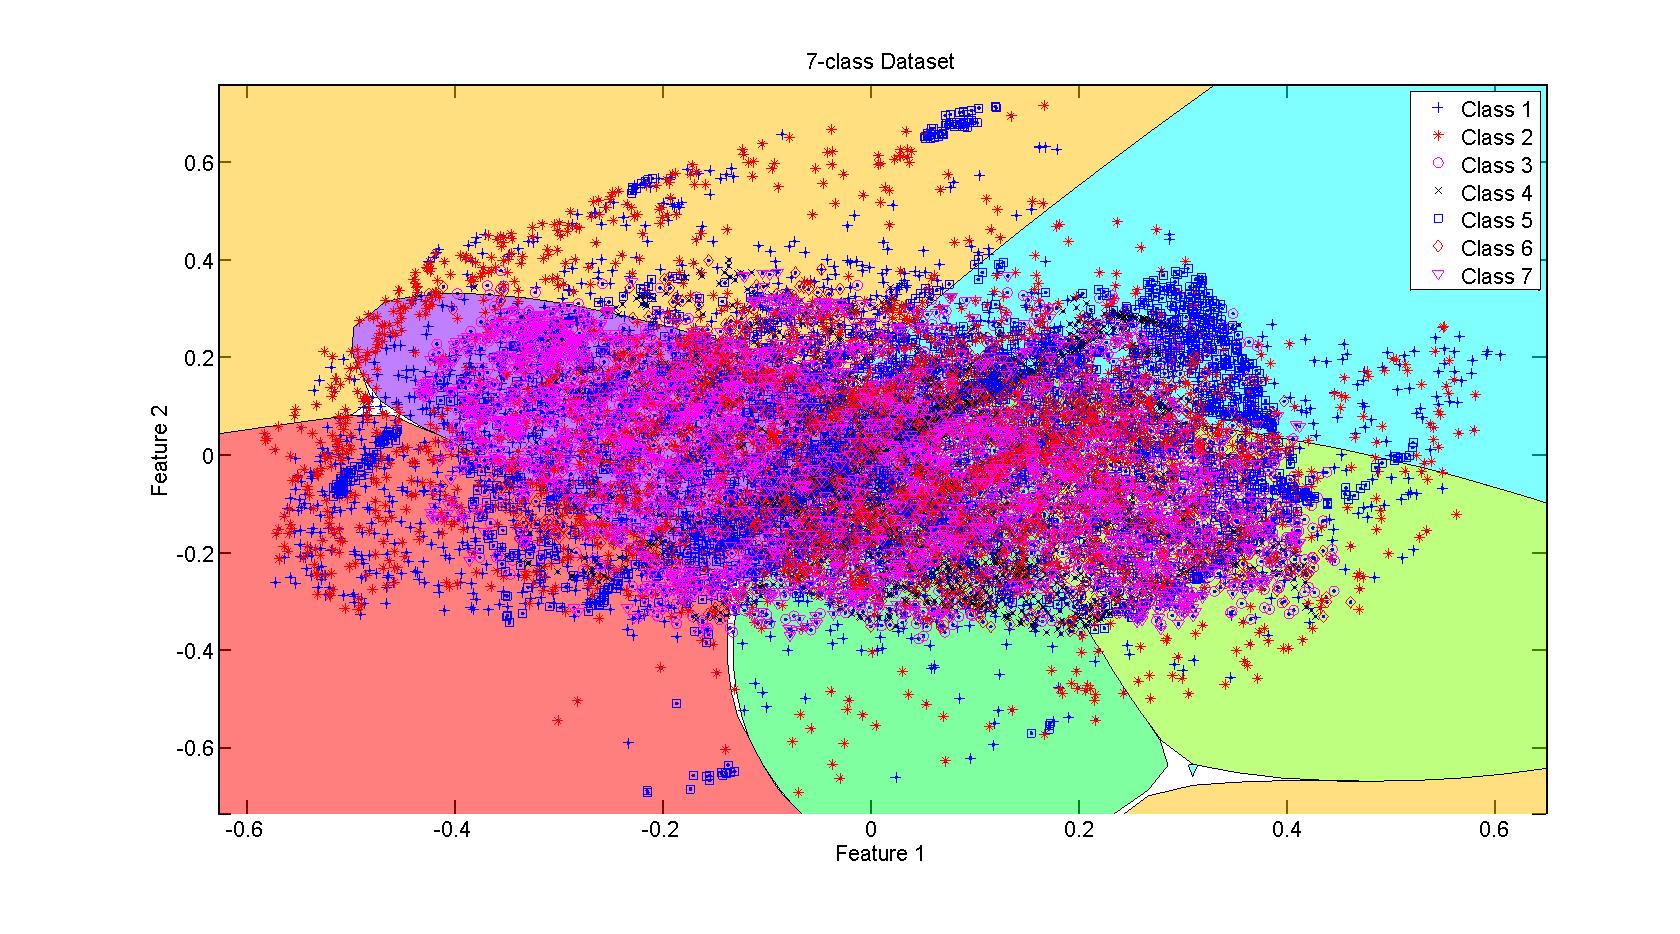 7-class Dataset
Class 1
Class 2
Class 3
Class 4
Class 5
Class 6
Class 7
0.6
0.4
0.2
0
-0.2
-0.4
-0.6
Feature 2
-0.6
-0.4
-0.2
0
0.2
0.4
0.6
Feature 1